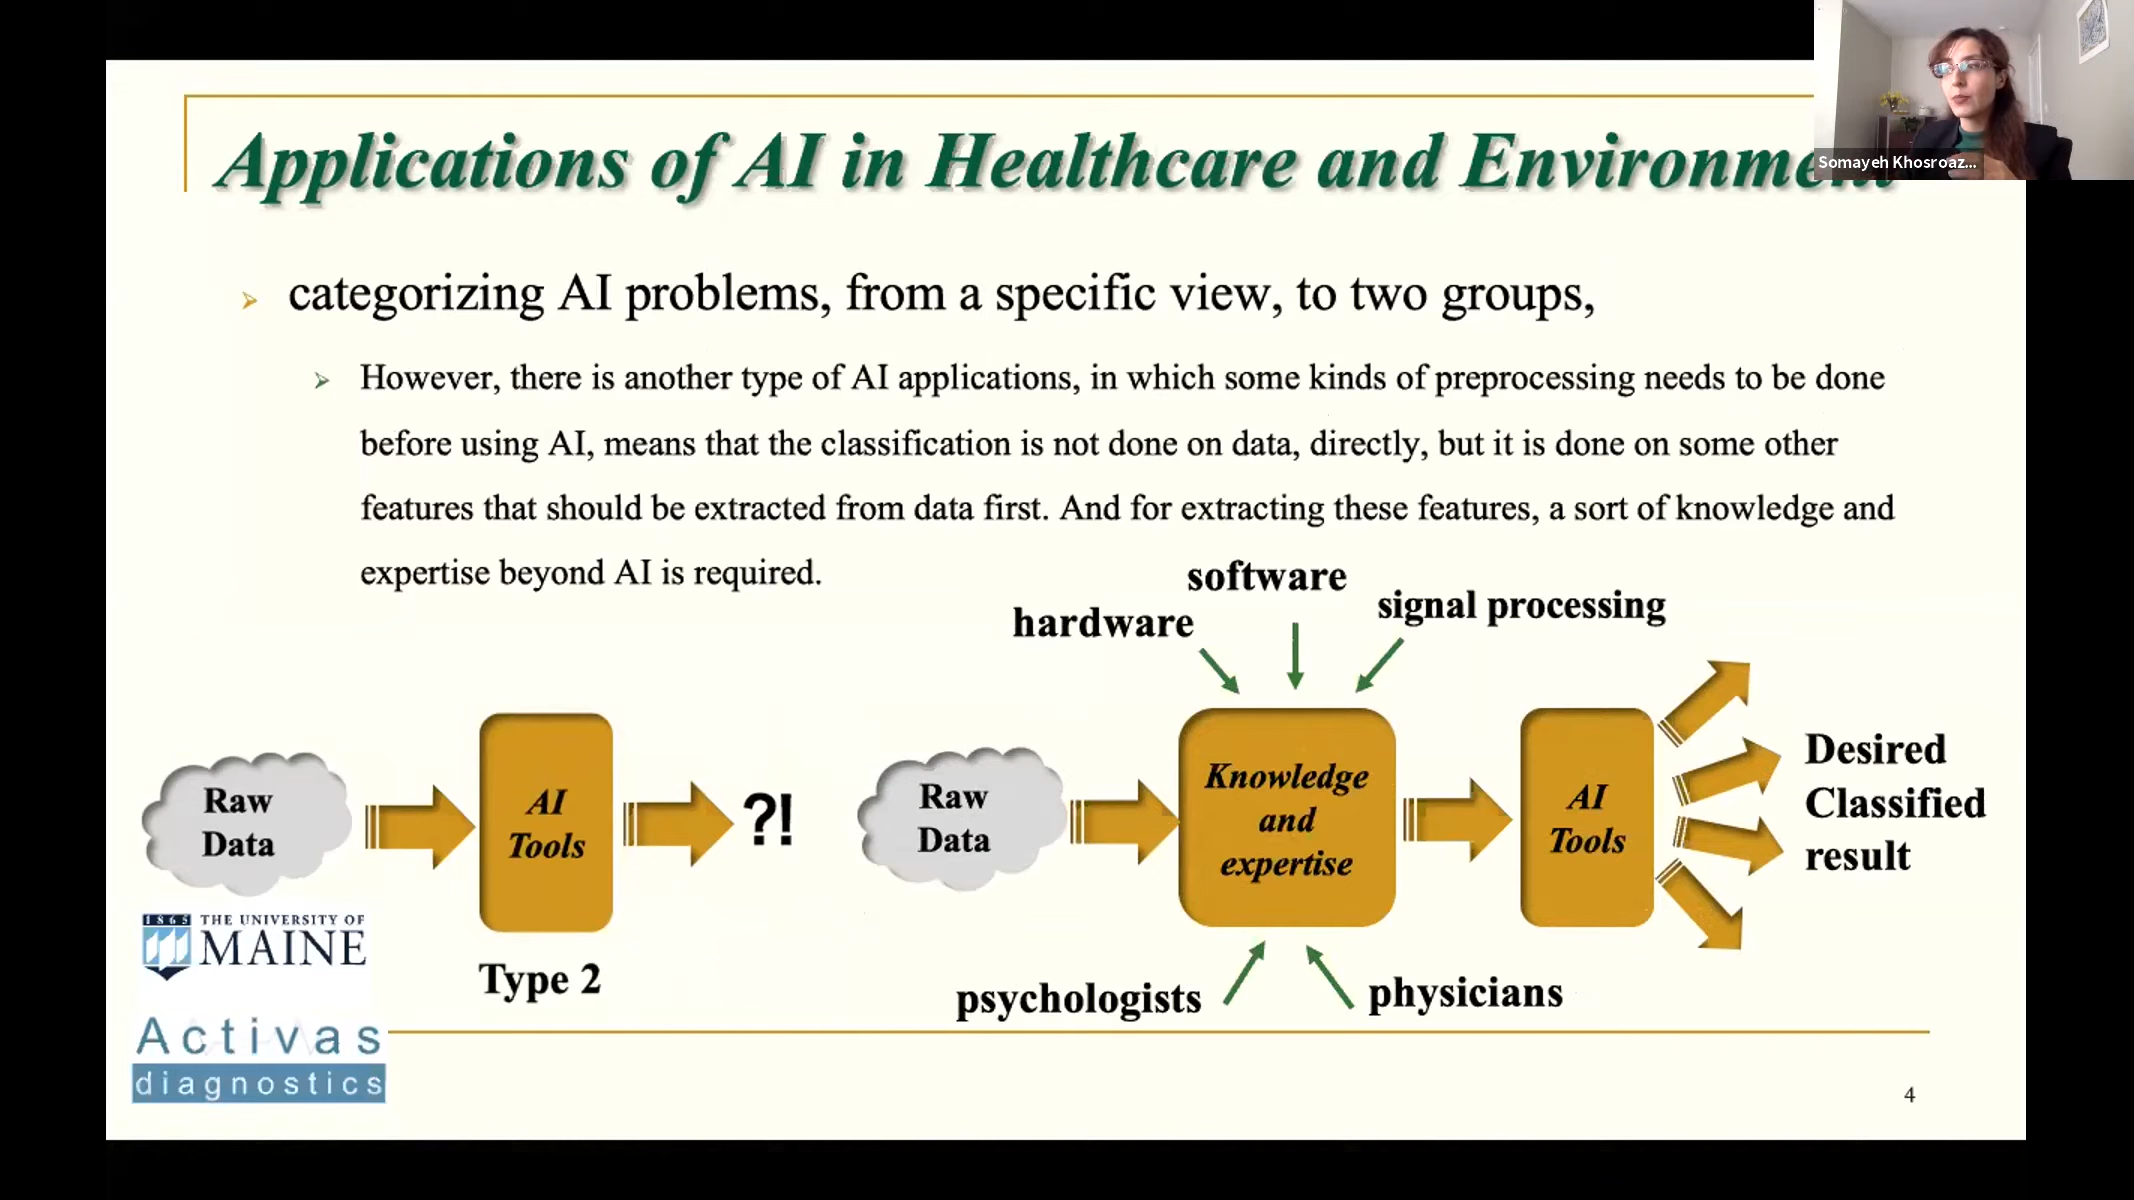 Applications of AI in Healthcare and Environment
Somayeh Khosroaz...
categorizing AI problems, from a specific view, to two groups,
However, there is another type of AI applications, in which some kinds of preprocessing needs to be done
before using AI, means that the classification is not done on data, directly, but it is done on some other
features that should be extracted from data first. And for extracting these features, a sort of knowledge and
expertise beyond AI is required.
software
hardware
signal processing
Raw
Data
AI
Tools
?!
Raw
Data
Knowledge
and
expertise
AI
Tools
Desired
Classified
result
Type 2
psychologists
physicians
1865 THE UNIVERSITY OF
MAINE
Activas
diagnostics
4